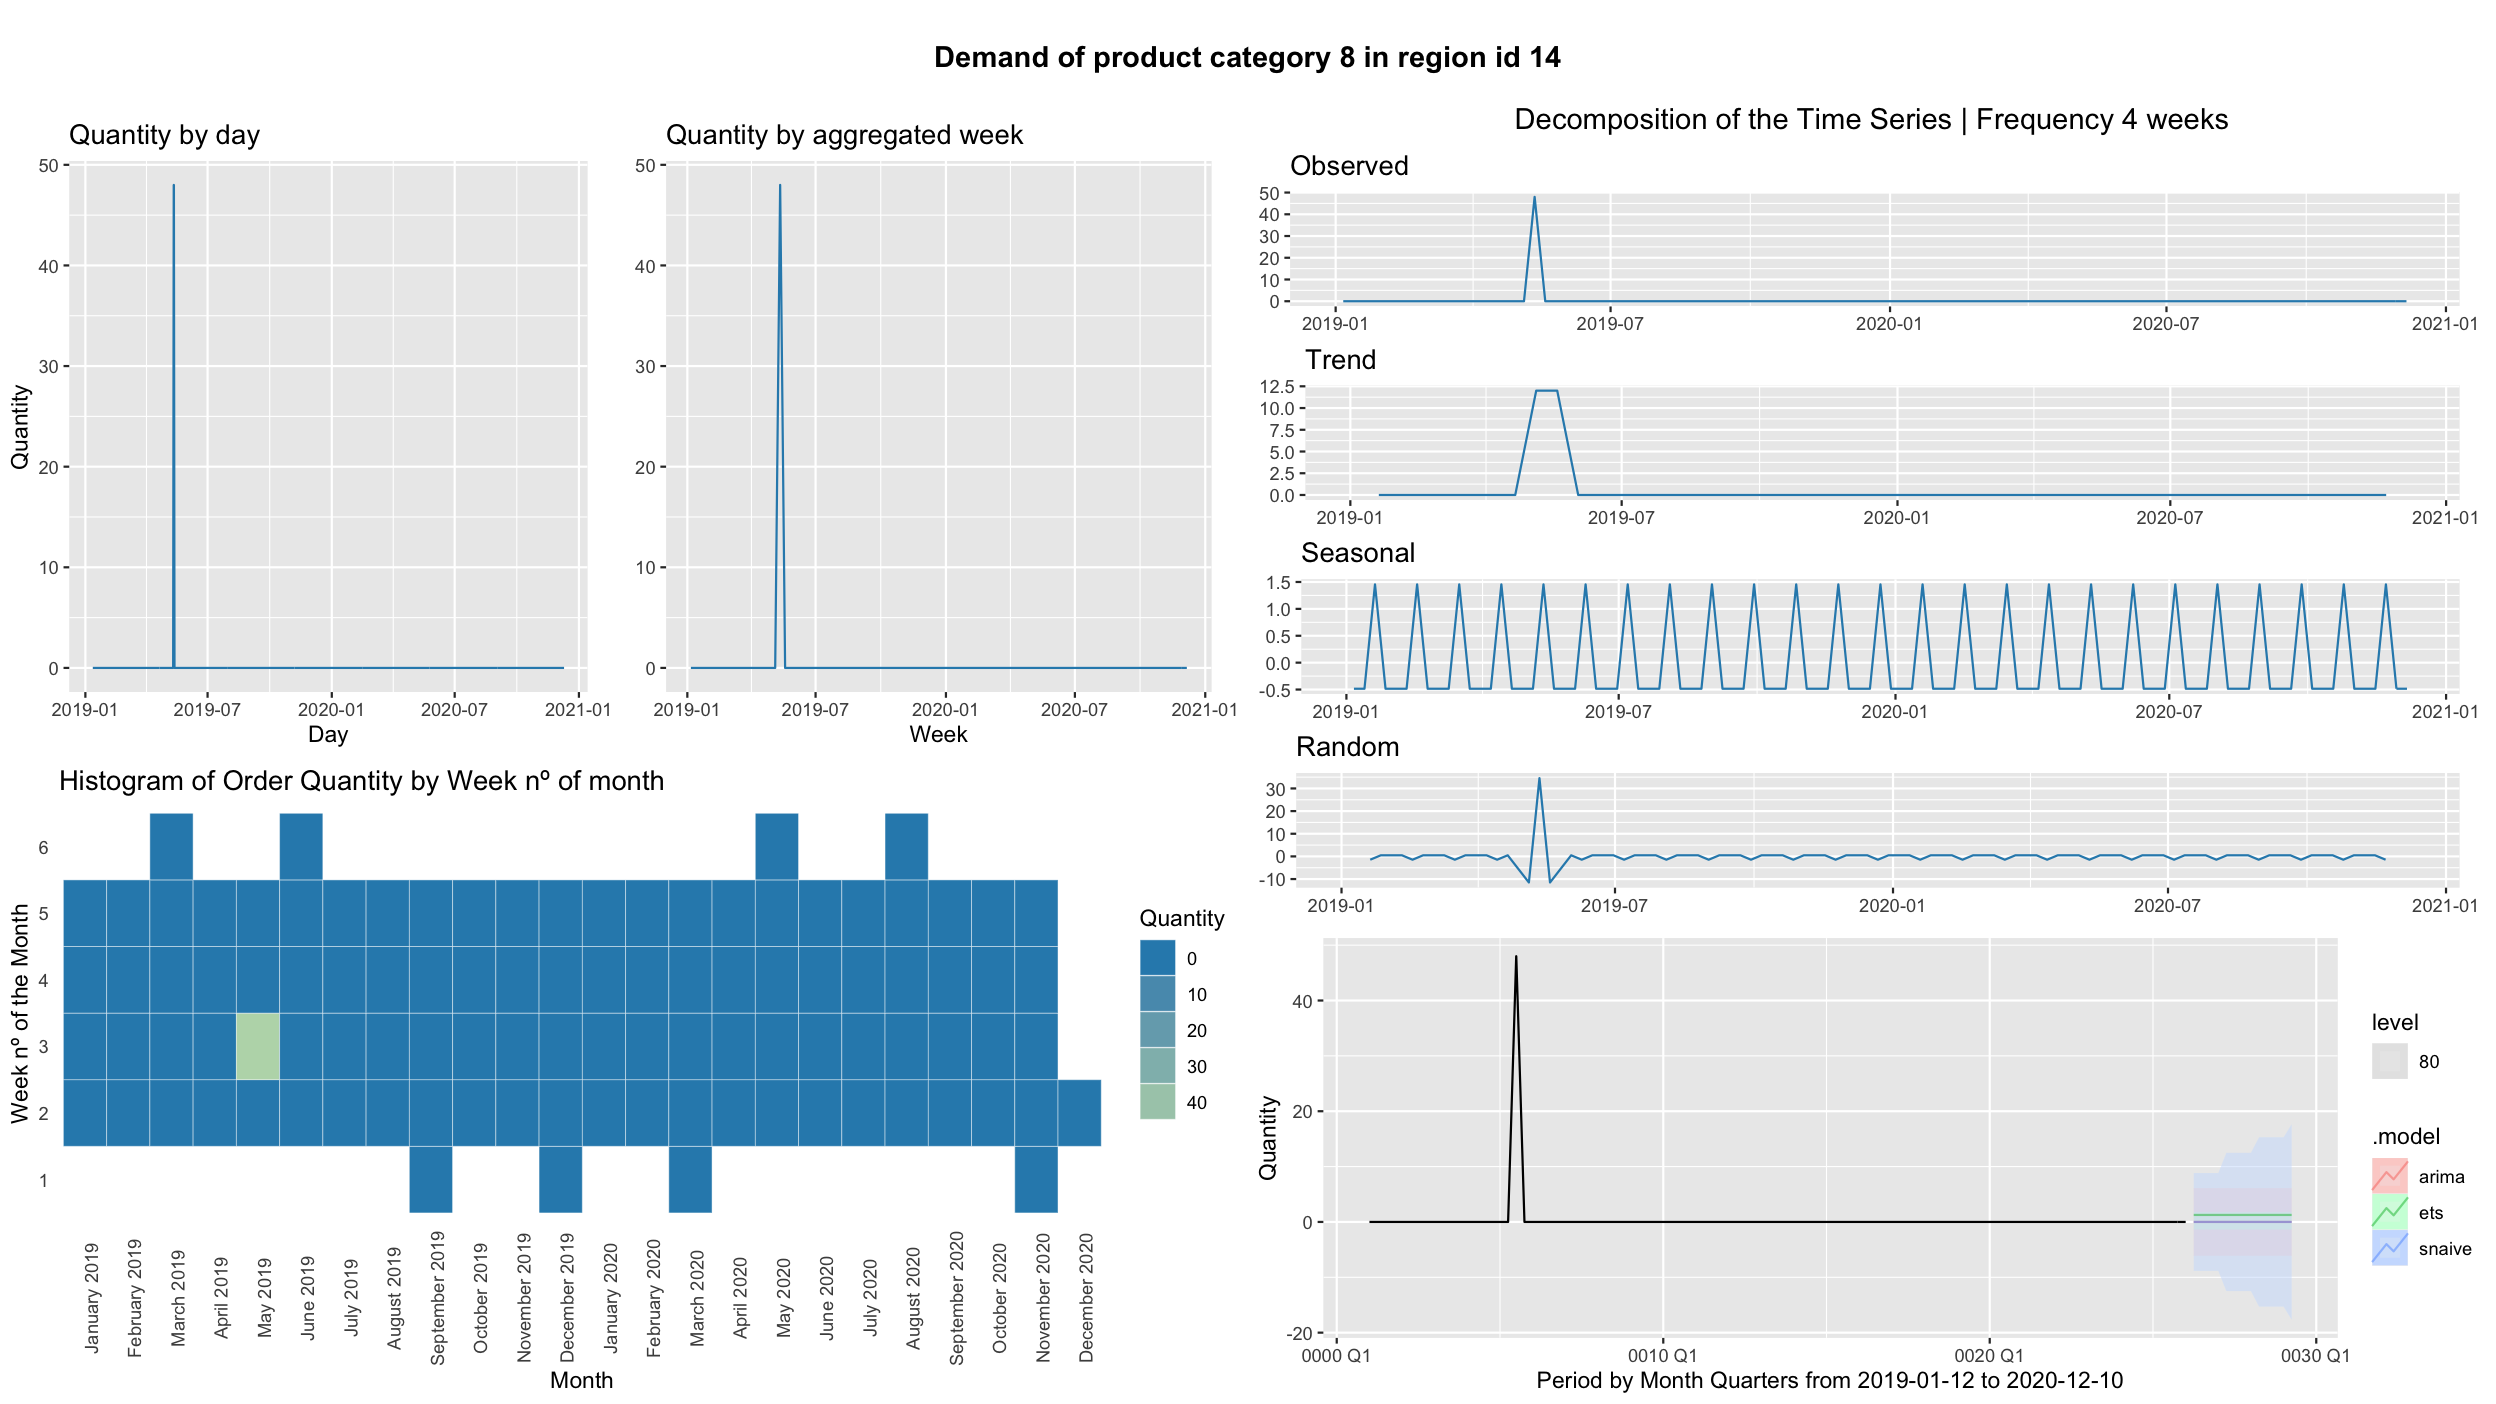 Demand of product category 8 in region id 14
Quantity by day
50
40
30
20
10
0
Quantity
2019-01 2019-07 2020-01 2020-07 2021-01
Day
Quantity by aggregated week
50
40
30
20
10
0
2019-01 2019-07 2020-01 2020-07 2021-01
Week
Decomposition of the Time Series | Frequency 4 weeks
Observed
50
40
30
20
10
0
2019-01 2019-07 2020-01 2020-07 2021-01
Trend
12.5
10.0
7.5
5.0
2.5
0.0
2019-01 2019-07 2020-01 2020-07 2021-01
Seasonal
1.5
1.0
0.5
0.0
-0.5
2019-01 2019-07 2020-01 2020-07 2021-01
Random
30
20
10
0
-10
2019-01 2019-07 2020-01 2020-07 2021-01
Histogram of Order Quantity by Week nº of month
Week nº of the Month
6
5
4
3
2
1
January 2019
February 2019
March 2019
April 2019
May 2019
June 2019
July 2019
August 2019
September 2019
October 2019
November 2019
December 2019
January 2020
February 2020
March 2020
April 2020
May 2020
June 2020
July 2020
August 2020
September 2020
October 2020
November 2020
December 2020
Month
Quantity
0
10
20
30
40
Quantity
40
20
0
-20
0000 Q1 0010 Q1 0020 Q1 0030 Q1
Period by Month Quarters from 2019-01-12 to 2020-12-10
level
80
.model
arima
ets
snaive